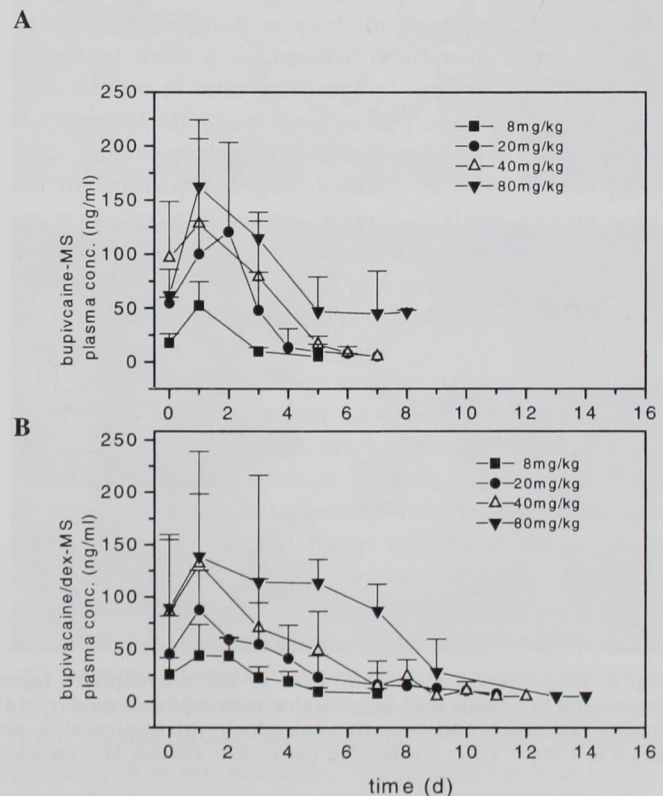 A
250
200
150
100
50
0
bupivcaine-MS
plasma conc. (ng/ml)
8mg/kg
20mg/kg
40mg/kg
80mg/kg
0 2 4 6 8 10 12 14 16
B
250
200
150
100
50
0
bupivacaine/dex-MS
plasma conc. (ng/ml)
8mg/kg
20mg/kg
40mg/kg
80mg/kg
0 2 4 6 8 10 12 14 16
time (d)